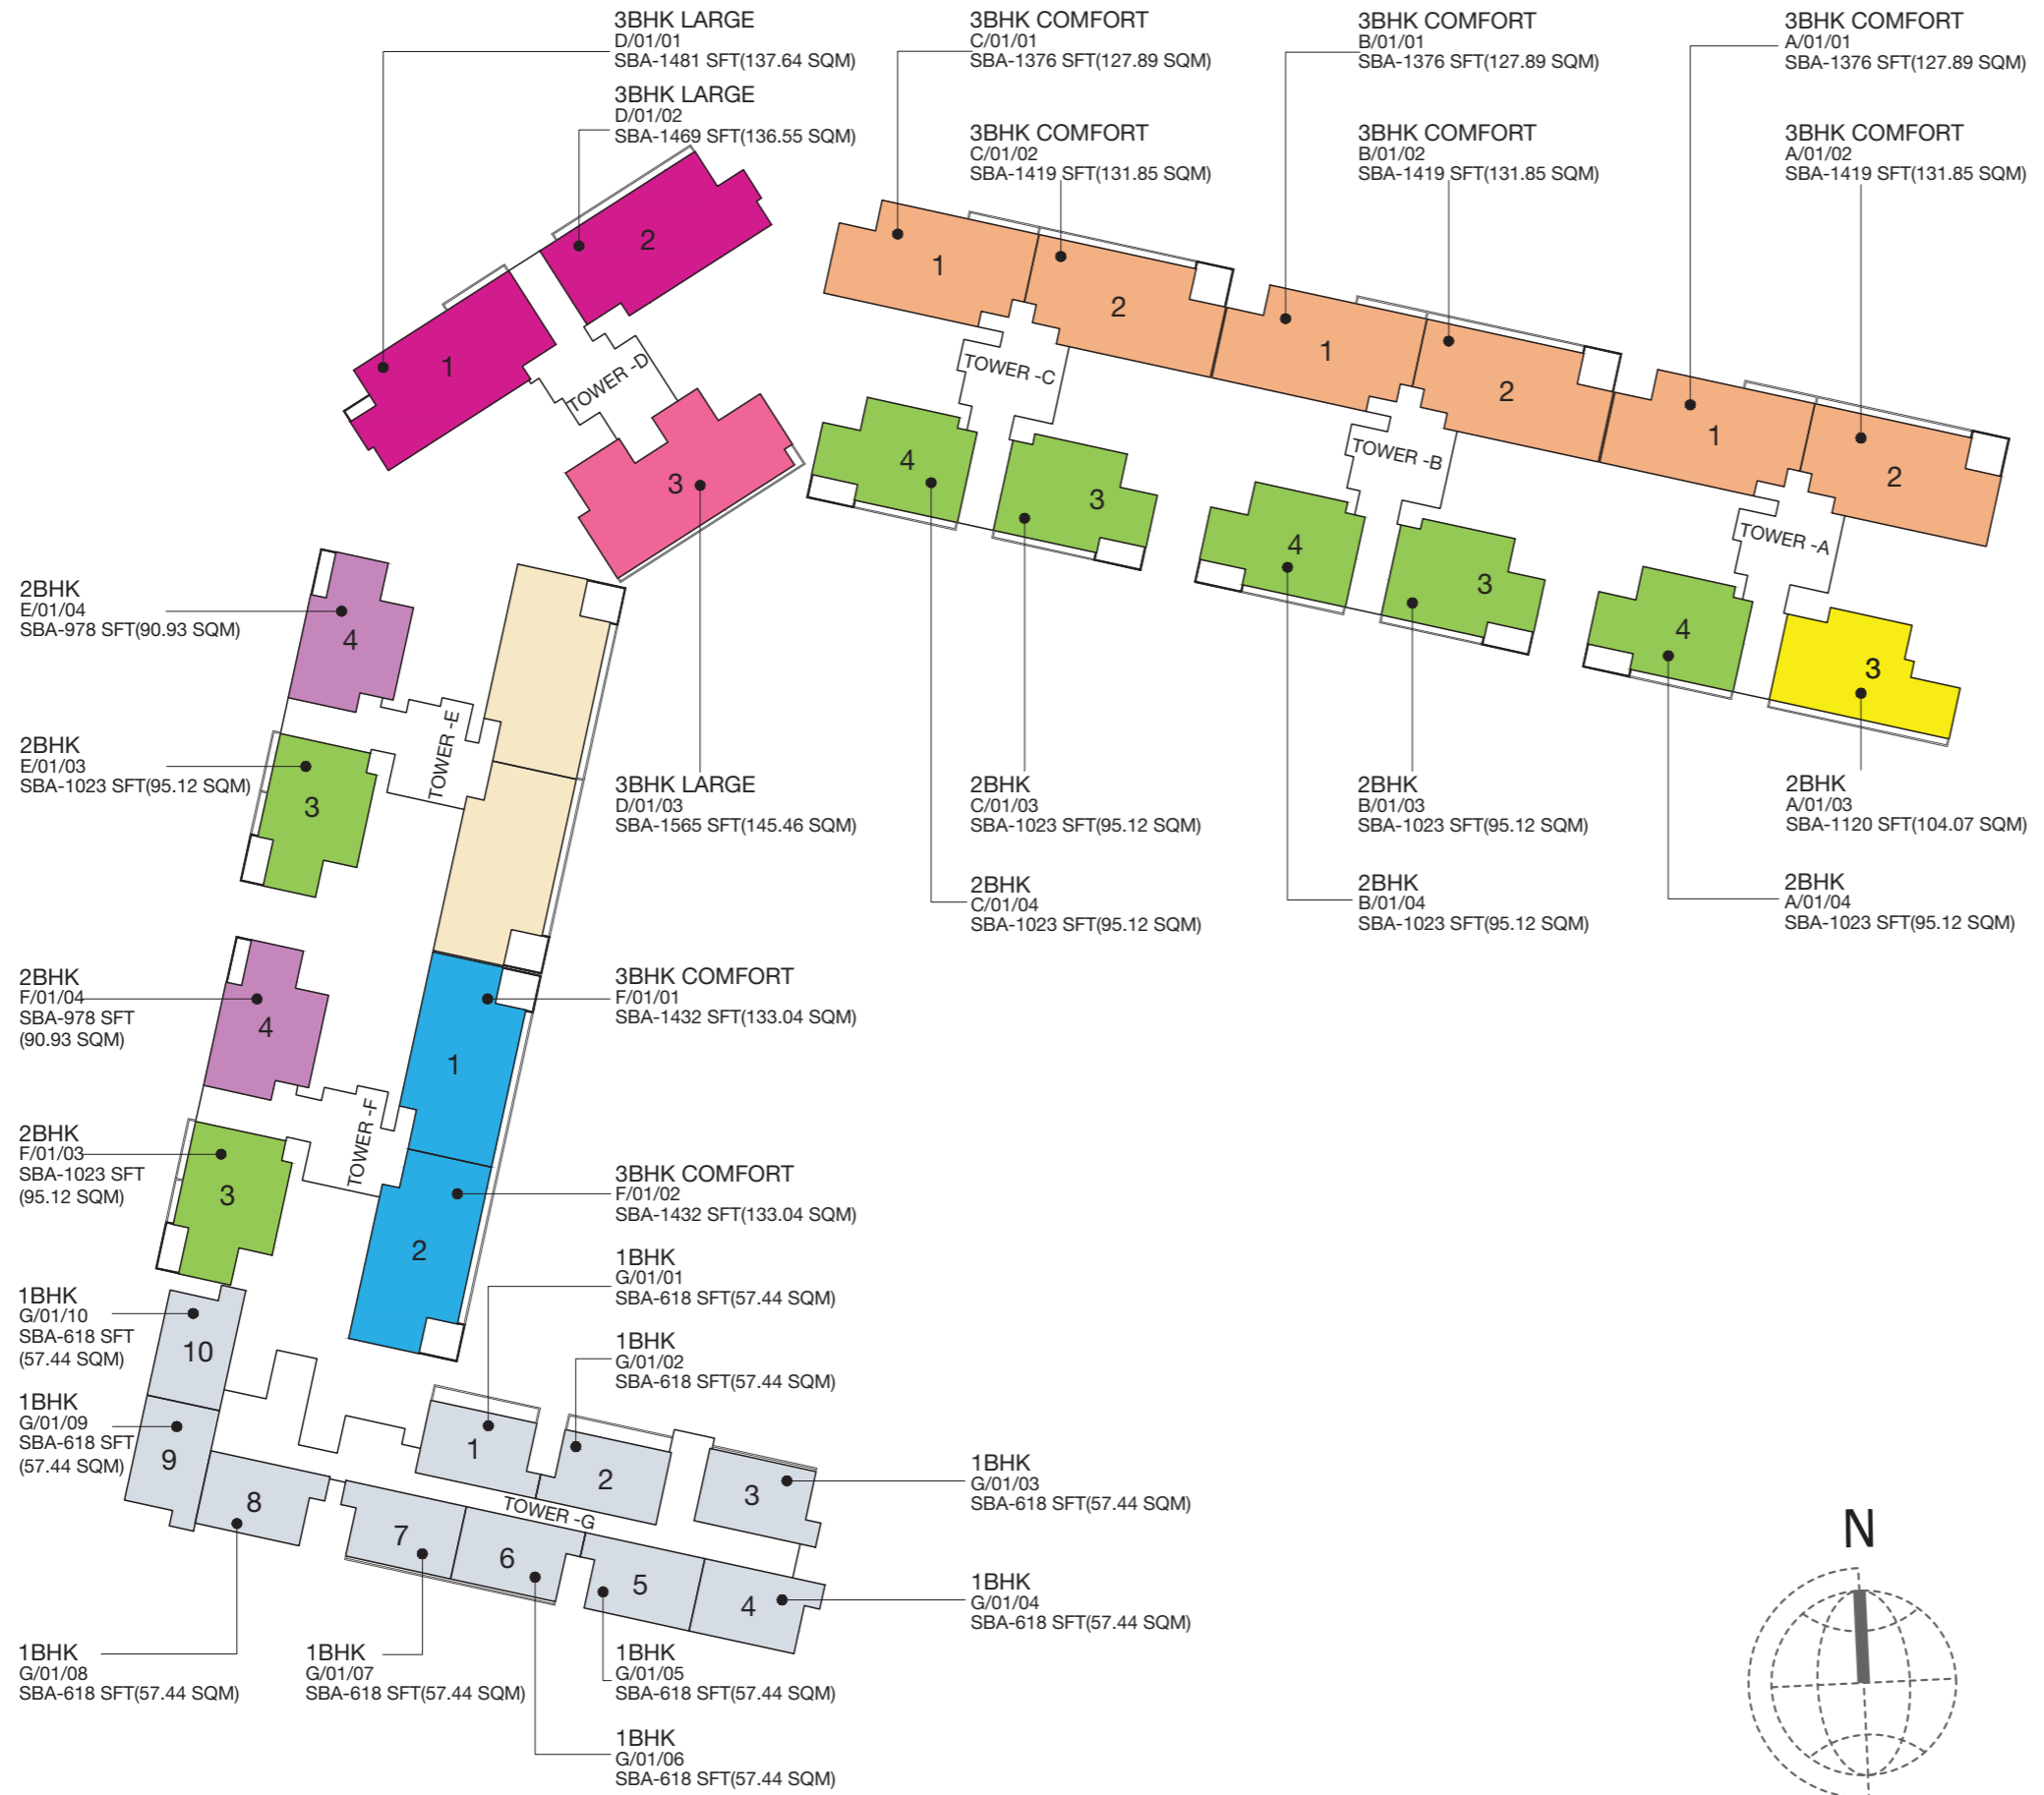 3BHK LARGE
D/01/01
SBA-1481 SFT(137.64 SQM)
3BHK LARGE
D/01/02
SBA-1469 SFT(136.55 SQM)
3BHK COMFORT
C/01/01
SBA-1376 SFT(127.89 SQM)
3BHK COMFORT
C/01/02
SBA-1419 SFT(131.85 SQM)
3BHK COMFORT
B/01/01
SBA-1376 SFT(127.89 SQM)
3BHK COMFORT
B/01/02
SBA-1419 SFT(131.85 SQM)
3BHK COMFORT
A/01/01
SBA-1376 SFT(127.89 SQM)
3BHK COMFORT
A/01/02
SBA-1419 SFT(131.85 SQM)
1
2
3
TOWER -D
1
2
3
4
TOWER -C
1
2
3
4
TOWER -B
1
2
3
4
TOWER -A
2BHK
E/01/04
SBA-978 SFT(90.93 SQM)
2BHK
E/01/03
SBA-1023 SFT(95.12 SQM)
4
3
TOWER -E
3BHK LARGE
D/01/03
SBA-1565 SFT(145.46 SQM)
2BHK
C/01/03
SBA-1023 SFT(95.12 SQM)
2BHK
C/01/04
SBA-1023 SFT(95.12 SQM)
2BHK
B/01/03
SBA-1023 SFT(95.12 SQM)
2BHK
B/01/04
SBA-1023 SFT(95.12 SQM)
2BHK
A/01/03
SBA-1120 SFT(104.07 SQM)
2BHK
A/01/04
SBA-1023 SFT(95.12 SQM)
2BHK
F/01/04
SBA-978 SFT
(90.93 SQM)
2BHK
F/01/03
SBA-1023 SFT
(95.12 SQM)
4
3
1
2
TOWER -F
3BHK COMFORT
F/01/01
SBA-1432 SFT(133.04 SQM)
3BHK COMFORT
F/01/02
SBA-1432 SFT(133.04 SQM)
1BHK
G/01/01
SBA-618 SFT(57.44 SQM)
1BHK
G/01/02
SBA-618 SFT(57.44 SQM)
1BHK
G/01/10
SBA-618 SFT
(57.44 SQM)
1BHK
G/01/09
SBA-618 SFT
(57.44 SQM)
10
9
8
7
6
5
4
1
2
3
TOWER -G
1BHK
G/01/03
SBA-618 SFT(57.44 SQM)
1BHK
G/01/04
SBA-618 SFT(57.44 SQM)
1BHK
G/01/08
SBA-618 SFT(57.44 SQM)
1BHK
G/01/07
SBA-618 SFT(57.44 SQM)
1BHK
G/01/05
SBA-618 SFT(57.44 SQM)
1BHK
G/01/06
SBA-618 SFT(57.44 SQM)
N